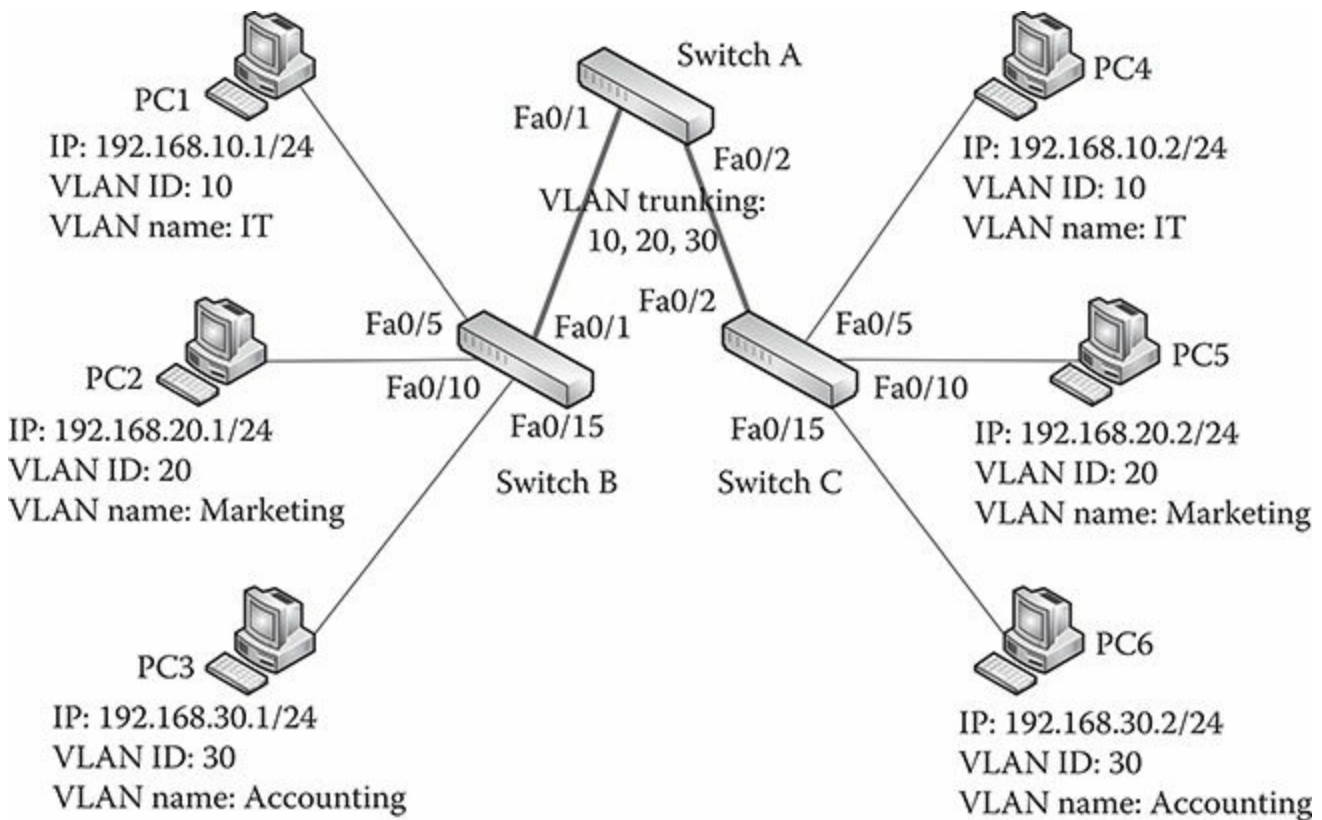 Switch A
PC1
PC4
Fa0/1
IP: 192.168.10.1/24
VLAN ID: 10
VLAN name: IT
Fa0/2
IP: 192.168.10.2/24
VLAN ID: 10
VLAN name: IT
VLAN trunking:
10, 20, 30
Fa0/5
Fa0/1
Fa0/2
Fa0/5
PC2
Fa0/10
Fa0/10
PC5
IP: 192.168.20.1/24
VLAN ID: 20
VLAN name: Marketing
Fa0/15
Switch B
Fa0/15
Switch C
IP: 192.168.20.2/24
VLAN ID: 20
VLAN name: Marketing
PC3
IP: 192.168.30.1/24
VLAN ID: 30
VLAN name: Accounting
PC6
IP: 192.168.30.2/24
VLAN ID: 30
VLAN name: Accounting